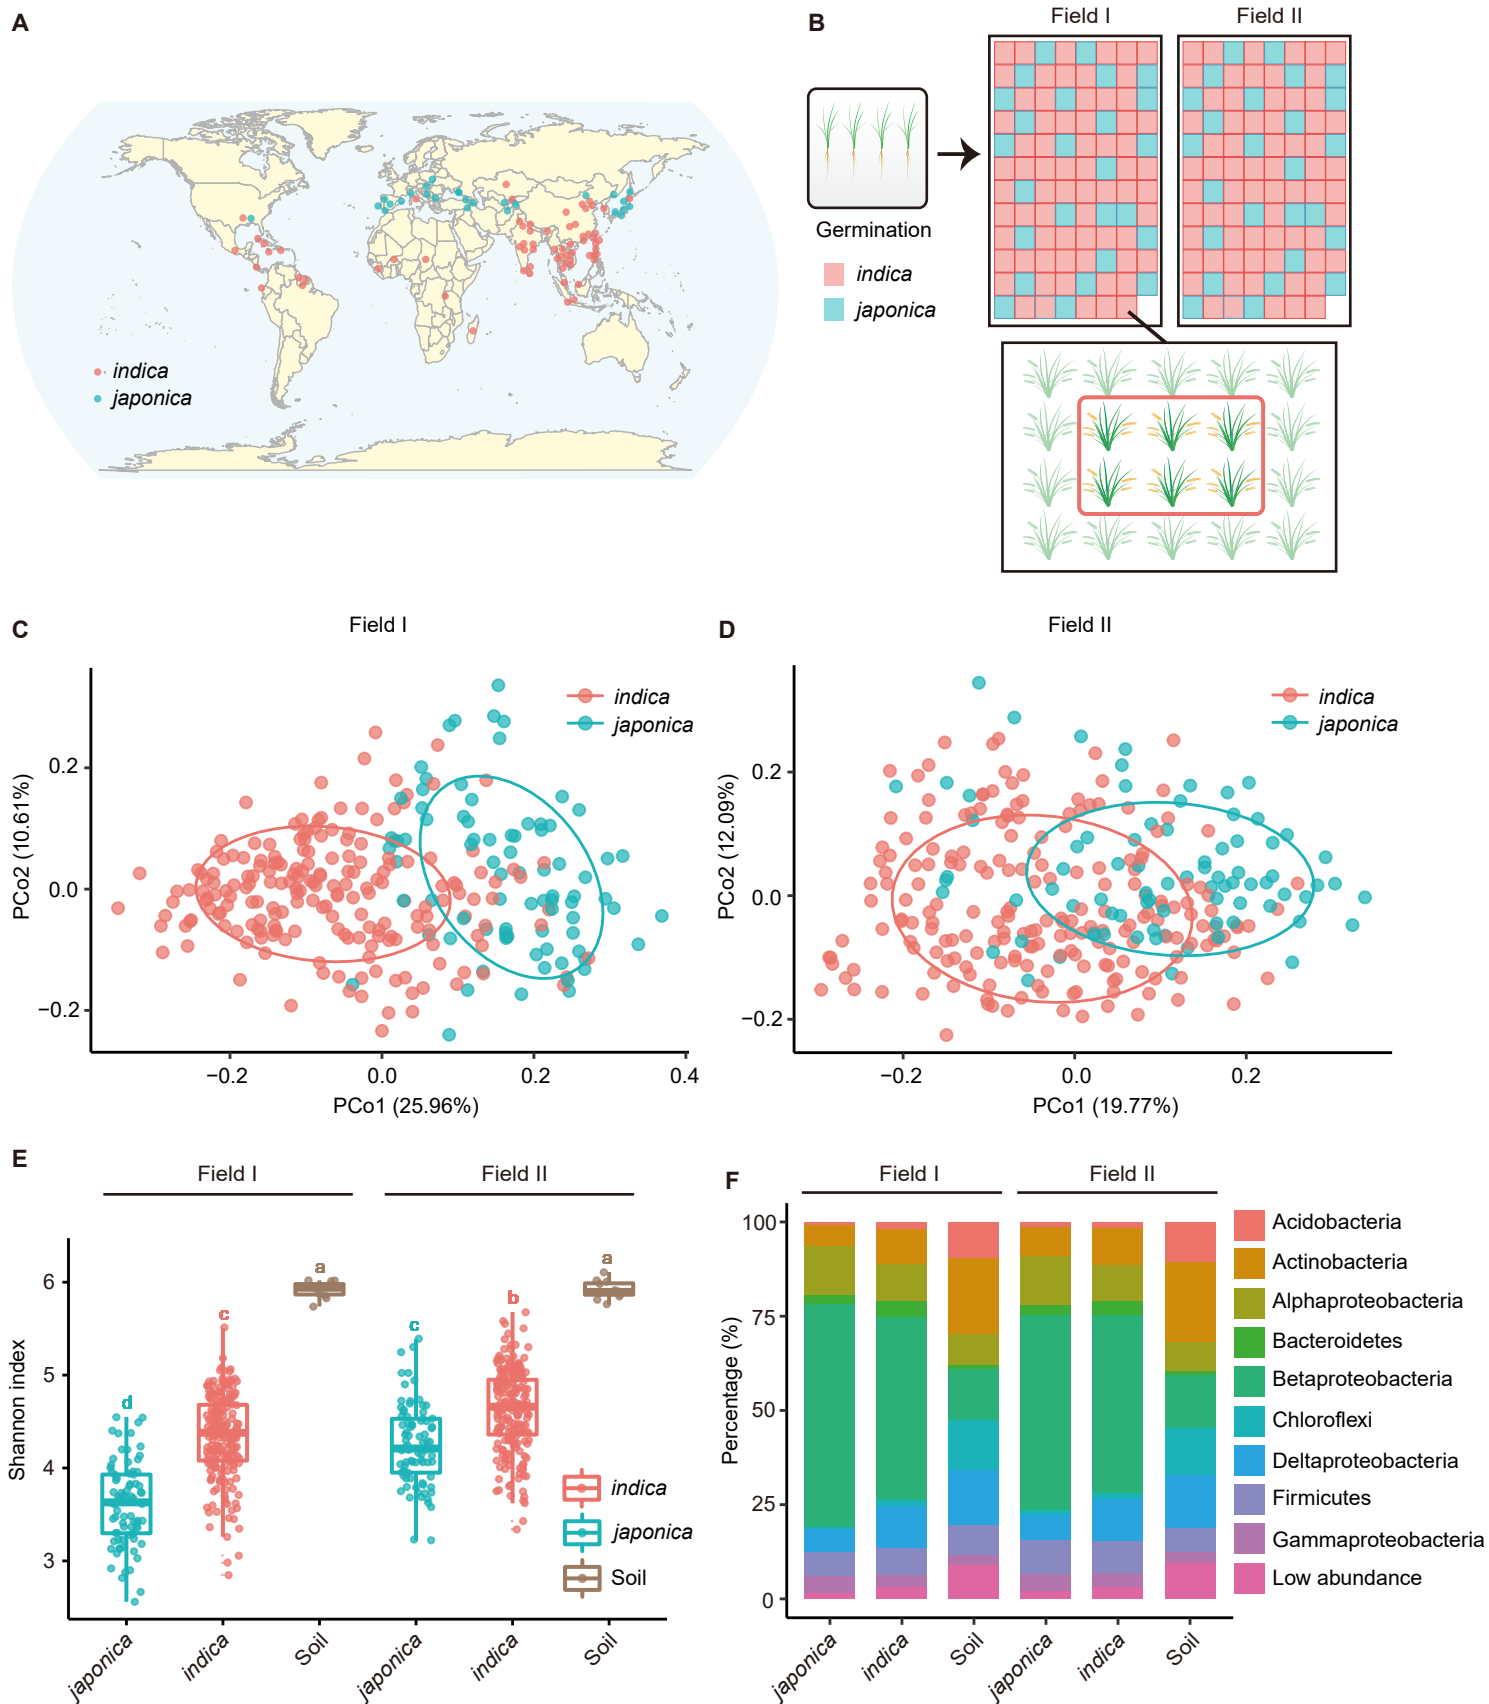 A
indica
japonica
B
Field I
Field II
Germination
indica
japonica
C
Field I
indica
japonica
PCo2 (10.61%)
0.2
0.0
−0.2
−0.2
0.0
0.2
0.4
PCo1 (25.96%)
D
Field II
indica
japonica
PCo2 (12.09%)
0.2
0.0
−0.2
−0.2
0.0
0.2
PCo1 (19.77%)
E
Field I
Field II
Shannon index
6
5
4
3
d
c
a
c
b
a
indica
japonica
Soil
japonica
indica
Soil
japonica
indica
Soil
F
Field I
Field II
Percentage (%)
100
75
50
25
0
japonica
indica
Soil
japonica
indica
Soil
Acidobacteria
Actinobacteria
Alphaproteobacteria
Bacteroidetes
Betaproteobacteria
Chloroflexi
Deltaproteobacteria
Firmicutes
Gammaproteobacteria
Low abundance